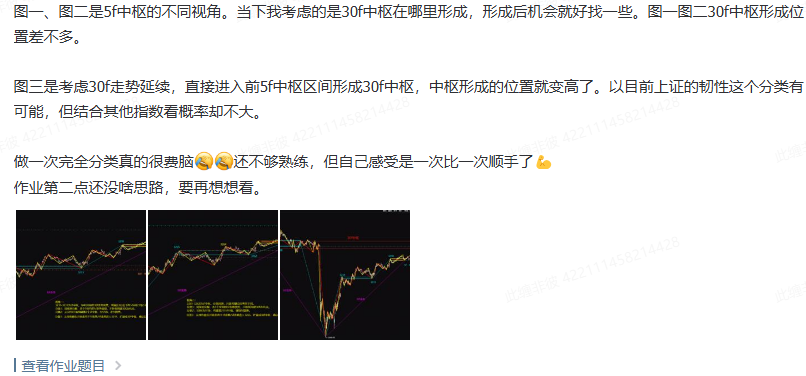 图一、图二是5f中枢的不同视角。当下我考虑的是30f中枢在哪里形成，形成后机会就好找一些。图一图二30f中枢形成位
置差不多。
图三是考虑30f走势延续，直接进入前5f中枢区间形成30f中枢，中枢形成的位置就变高了。以目前上证的韧性这个分类有
可能，但结合其他指数看概率却不大。
做一次完全分类真的很费脑😂😂还不够熟练，但自己感受是一次比一次顺手了💪
作业第二点还没啥思路，要再想想看。
查看作业题目